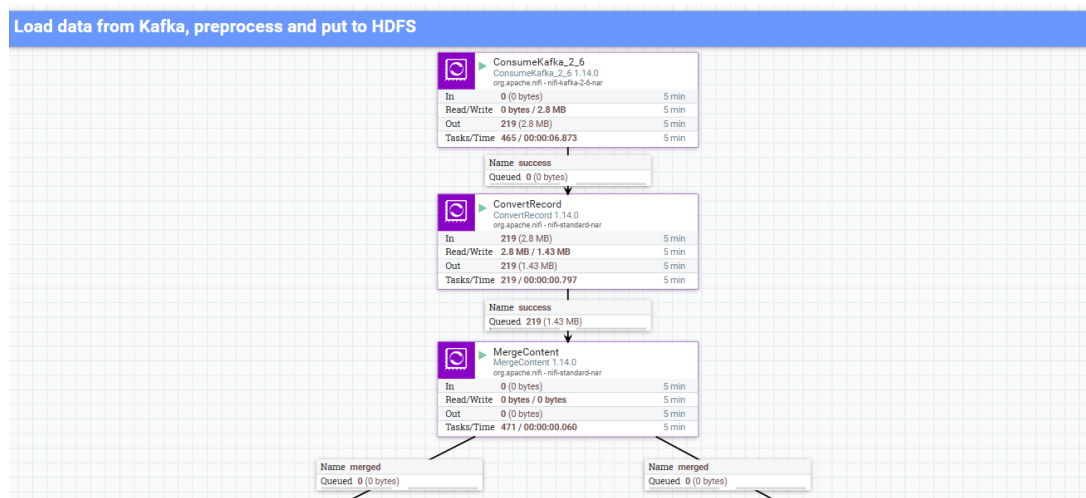 Load data from Kafka, preprocess and put to HDFS
ConsumeKafka_2_6
ConsumeKafka_2_6 1.14.0
org.apache.nifi - nifi-kafka-2-6-nar
In 0 (0 bytes) 5 min
Read/Write 0 bytes / 2.8 MB 5 min
Out 219 (2.8 MB) 5 min
Tasks/Time 465 / 00:00:06.873 5 min
Name success
Queued 0 (0 bytes)
ConvertRecord
ConvertRecord 1.14.0
org.apache.nifi - nifi-standard-nar
In 219 (2.8 MB) 5 min
Read/Write 2.8 MB / 1.43 MB 5 min
Out 219 (1.43 MB) 5 min
Tasks/Time 219 / 00:00:00.797 5 min
Name success
Queued 219 (1.43 MB)
MergeContent
MergeContent 1.14.0
org.apache.nifi - nifi-standard-nar
In 0 (0 bytes) 5 min
Read/Write 0 bytes / 0 bytes 5 min
Out 0 (0 bytes) 5 min
Tasks/Time 471 / 00:00:00.060 5 min
Name merged
Queued 0 (0 bytes)
Name merged
Queued 0 (0 bytes)